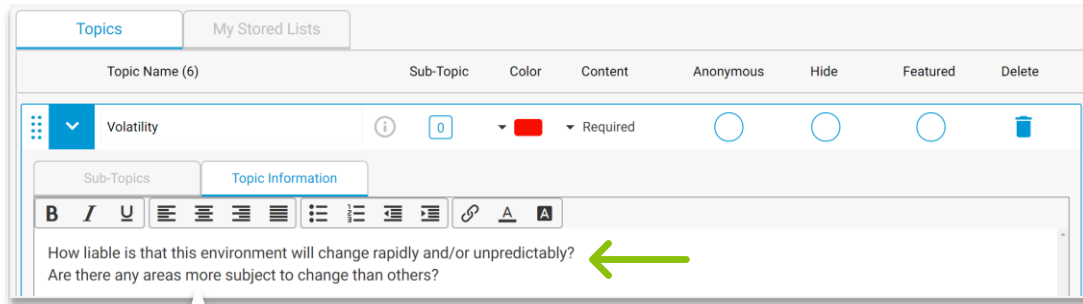 Topics My Stored Lists
Topic Name (6) Sub-Topic Color Content Anonymous Hide Featured Delete
Volatility 0 Required
Sub-Topics Topic Information
B I U A A
How liable is that this environment will change rapidly and/or unpredictably?
Are there any areas more subject to change than others?